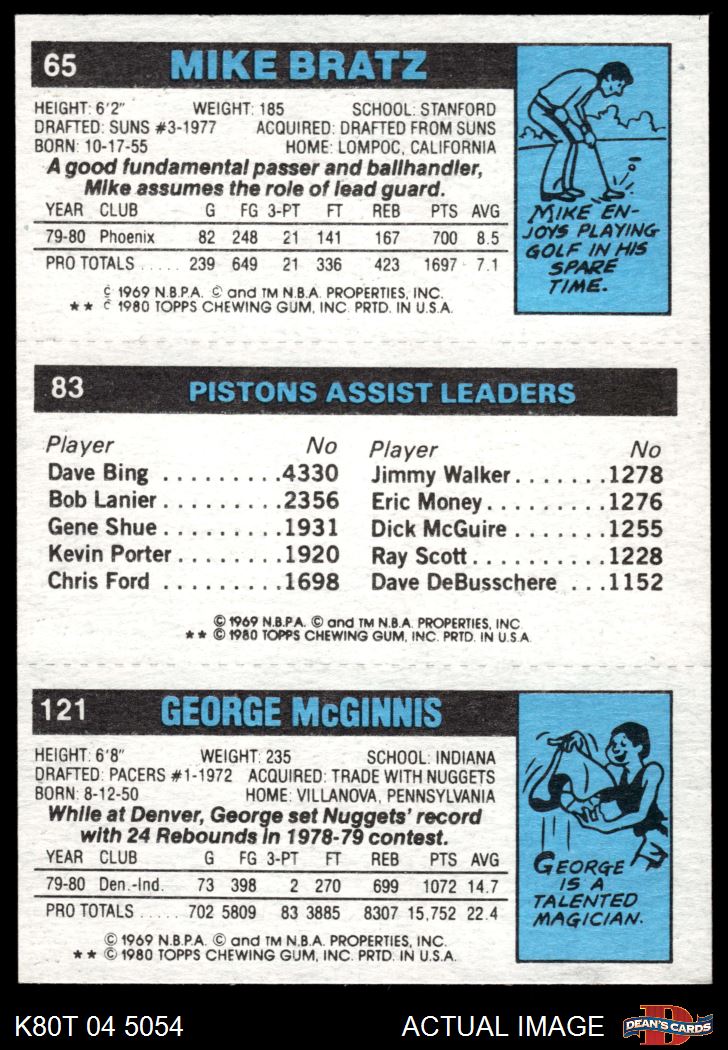 65 MIKE BRATZ
HEIGHT: 6'2" WEIGHT: 185 SCHOOL: STANFORD
DRAFTED: SUNS #3-1977 ACQUIRED: DRAFTED FROM SUNS
BORN: 10-17-55 HOME: LOMPOC, CALIFORNIA
A good fundamental passer and ballhandler,
Mike assumes the role of lead guard.
YEAR CLUB G FG 3-PT FT REB PTS AVG
79-80 Phoenix 82 248 21 141 167 700 8.5
PRO TOTALS ..... 239 649 21 336 423 1697 7.1
© 1969 N.B.P.A. © and TM N.B.A. PROPERTIES, INC.
** © 1980 TOPPS CHEWING GUM, INC. PRTD. IN U.S.A.
MIKE EN-
JOYS PLAYING
GOLF IN HIS
SPARE
TIME.
83 PISTONS ASSIST LEADERS
Player No Player No
Dave Bing .........4330 Jimmy Walker.......1278
Bob Lanier.........2356 Eric Money.........1276
Gene Shue .........1931 Dick McGuire .......1255
Kevin Porter........1920 Ray Scott..........1228
Chris Ford .........1698 Dave DeBusschere ...1152
© 1969 N.B.P.A. © and TM N.B.A. PROPERTIES, INC
** © 1980 TOPPS CHEWING GUM, INC. PRTD. IN U.S.A.
121 GEORGE McGINNIS
HEIGHT: 6'8" WEIGHT: 235 SCHOOL: INDIANA
DRAFTED: PACERS #1-1972 ACQUIRED: TRADE WITH NUGGETS
BORN: 8-12-50 HOME: VILLANOVA, PENNSYLVANIA
While at Denver, George set Nuggets' record
with 24 Rebounds in 1978-79 contest.
YEAR CLUB G FG 3-PT FT REB PTS AVG
79-80 Den.-Ind. 73 398 2 270 699 1072 14.7
PRO TOTALS ..... 702 5809 83 3885 8307 15,752 22.4
© 1969 N.B.P.A. © and TM N.B.A. PROPERTIES, INC.
** © 1980 TOPPS CHEWING GUM, INC. PRTD. IN U.S.A.
GEORGE
IS A
TALENTED
MAGICIAN.
K80T 04 5054 ACTUAL IMAGE D DEAN'S CARDS